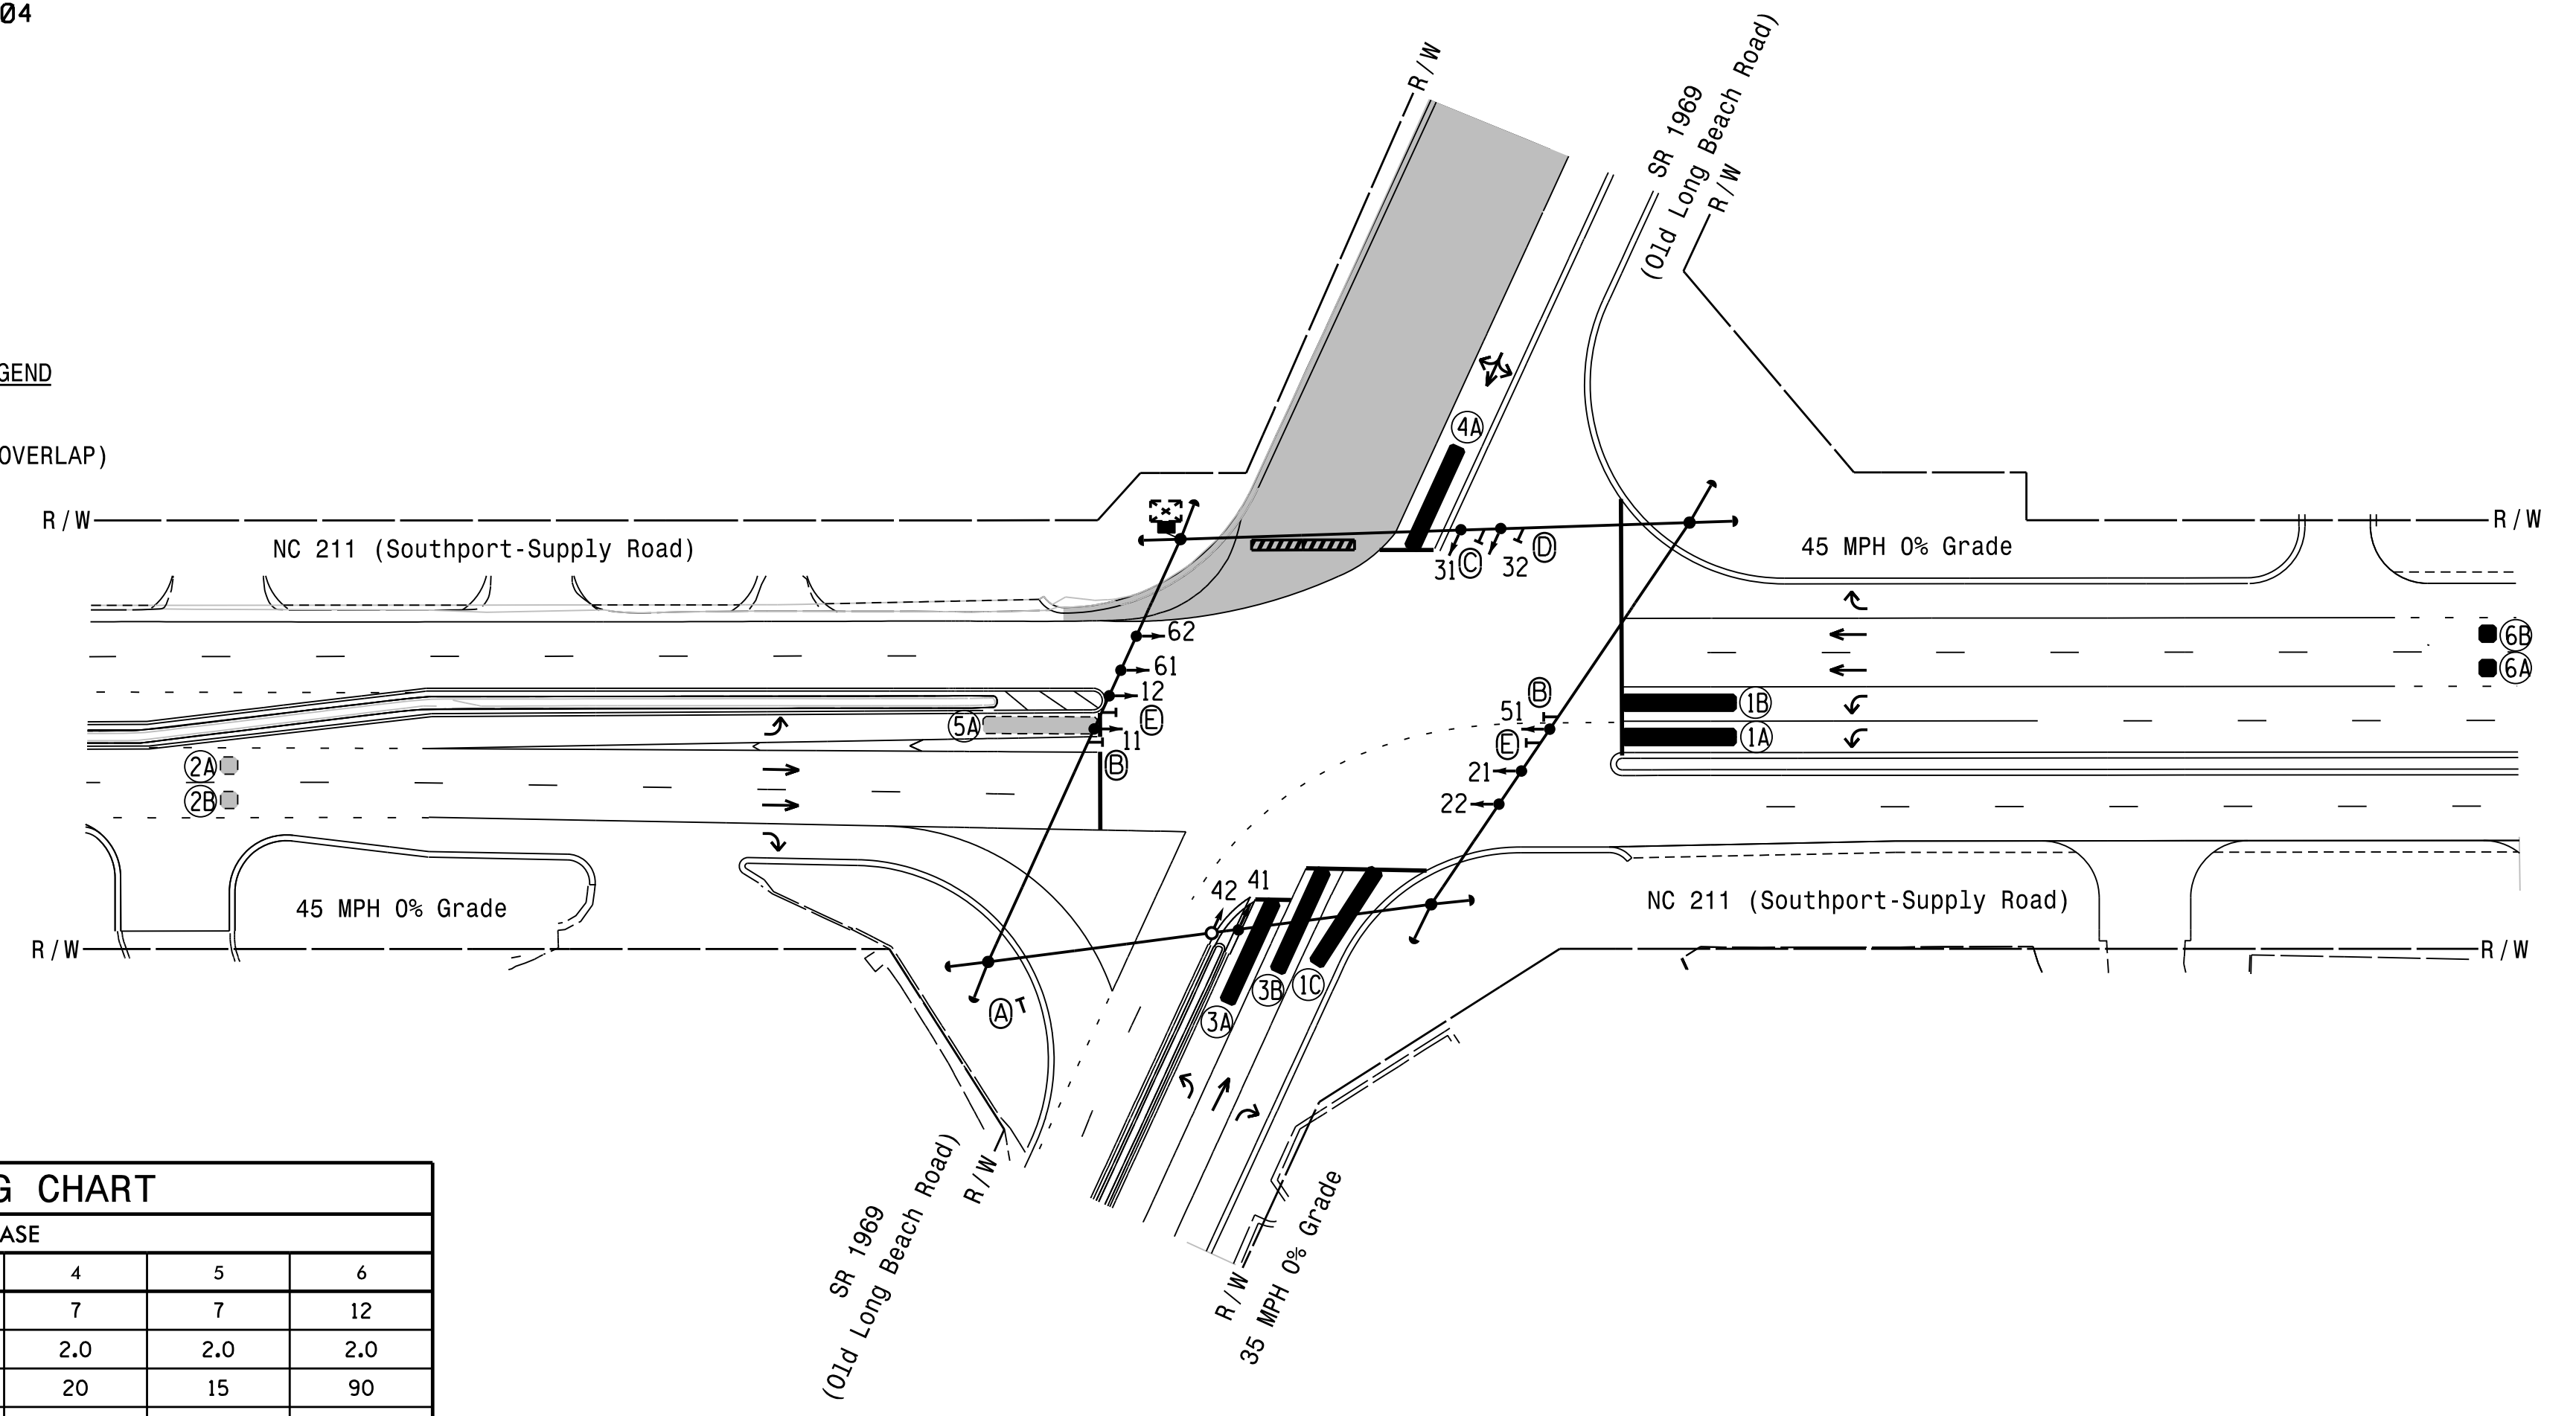 04
GEND
OVERLAP)
R/W
SR 1969
(Old Long Beach Road)
R/W
4A
R/W
NC 211 (Southport-Supply Road)
31
C
32
D
45 MPH 0% Grade
R/W
62
61
12
E
11
B
5A
2A
2B
B
51
E
21
22
6B
6A
1B
1A
45 MPH 0% Grade
R/W
42
41
3A
3B
1C
A
NC 211 (Southport-Supply Road)
R/W
SR 1969
(Old Long Beach Road)
R/W
R/W
35 MPH 0% Grade
G CHART
ASE
4 5 6
7 7 12
2.0 2.0 2.0
20 15 90